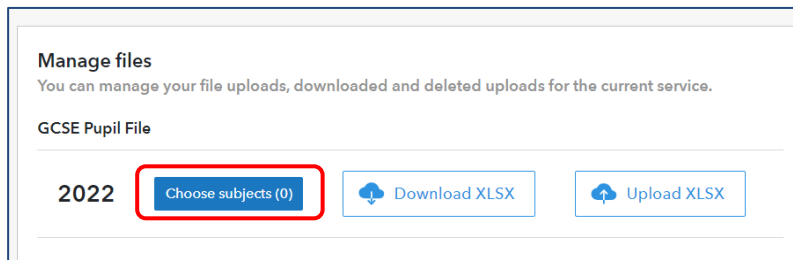 Manage files
You can manage your file uploads, downloaded and deleted uploads for the current service.
GCSE Pupil File
2022 Choose subjects (0) Download XLSX Upload XLSX